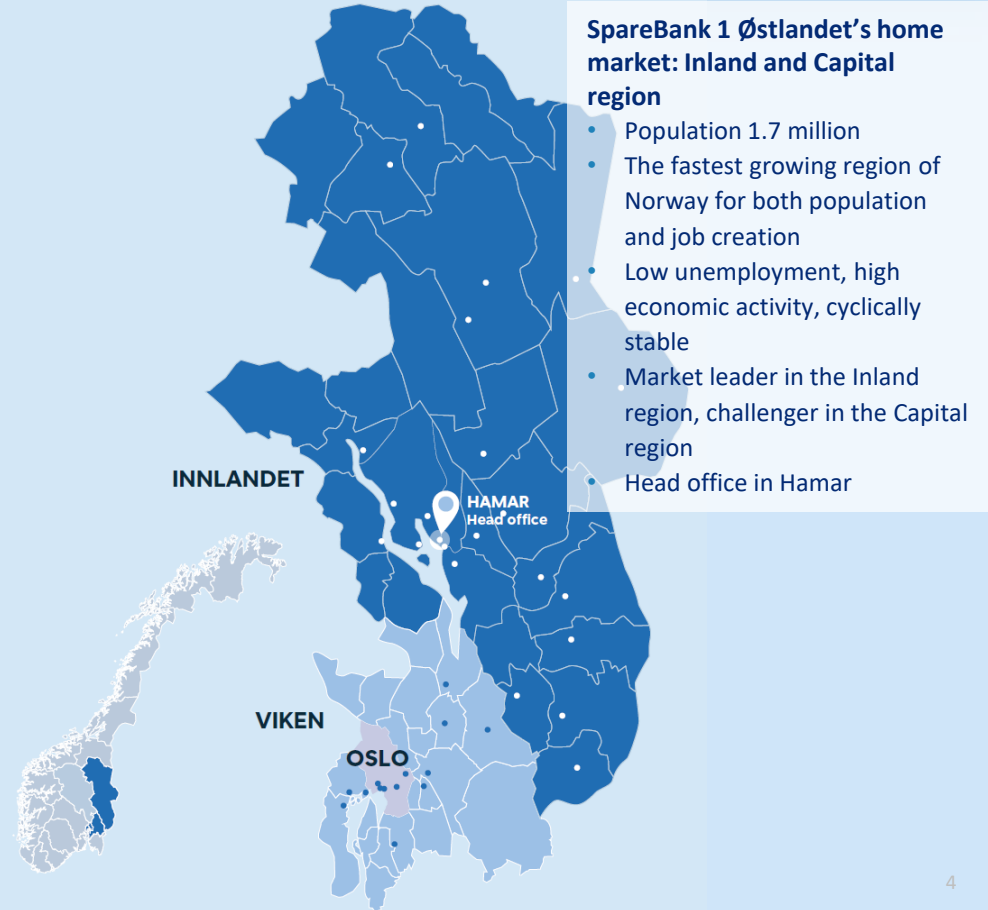 SpareBank 1 Østlandet’s home
market: Inland and Capital
region
• Population 1.7 million
• The fastest growing region of
Norway for both population
and job creation
• Low unemployment, high
economic activity, cyclically
stable
• Market leader in the Inland
region, challenger in the Capital
region
• Head office in Hamar
INNLANDET
HAMAR
Head office
VIKEN
OSLO
4